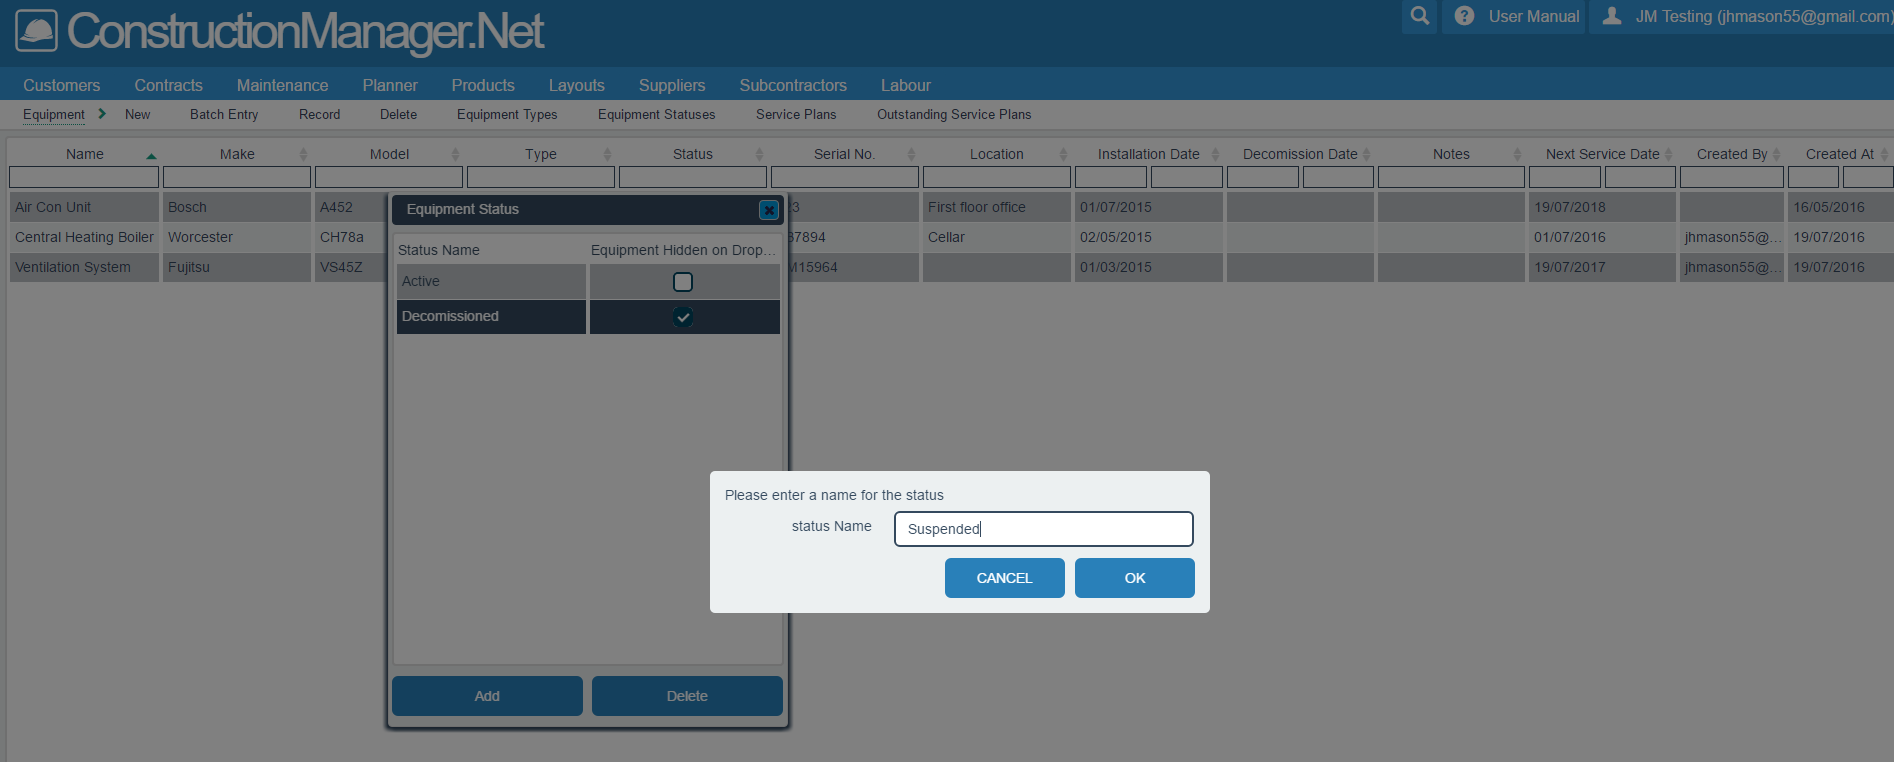 ConstructionManager.Net
User Manual
JM Testing (jhmason55@gmail.com)
Customers Contracts Maintenance Planner Products Layouts Suppliers Subcontractors Labour
Equipment New Batch Entry Record Delete Equipment Types Equipment Statuses Service Plans Outstanding Service Plans
Name Make Model Type Status Serial No. Location Installation Date Decomission Date Notes Next Service Date Created By Created At
Air Con Unit Bosch A452 First floor office 01/07/2015 19/07/2018 16/05/2016
Central Heating Boiler Worcester CH78a 37894 Cellar 02/05/2015 01/07/2016 jhmason55@... 19/07/2016
Ventilation System Fujitsu VS45Z M15964 01/03/2015 19/07/2017 jhmason55@... 19/07/2016
Equipment Status
Status Name Equipment Hidden on Drop...
Active
Decomissioned
Please enter a name for the status
status Name Suspended
CANCEL OK
Add Delete